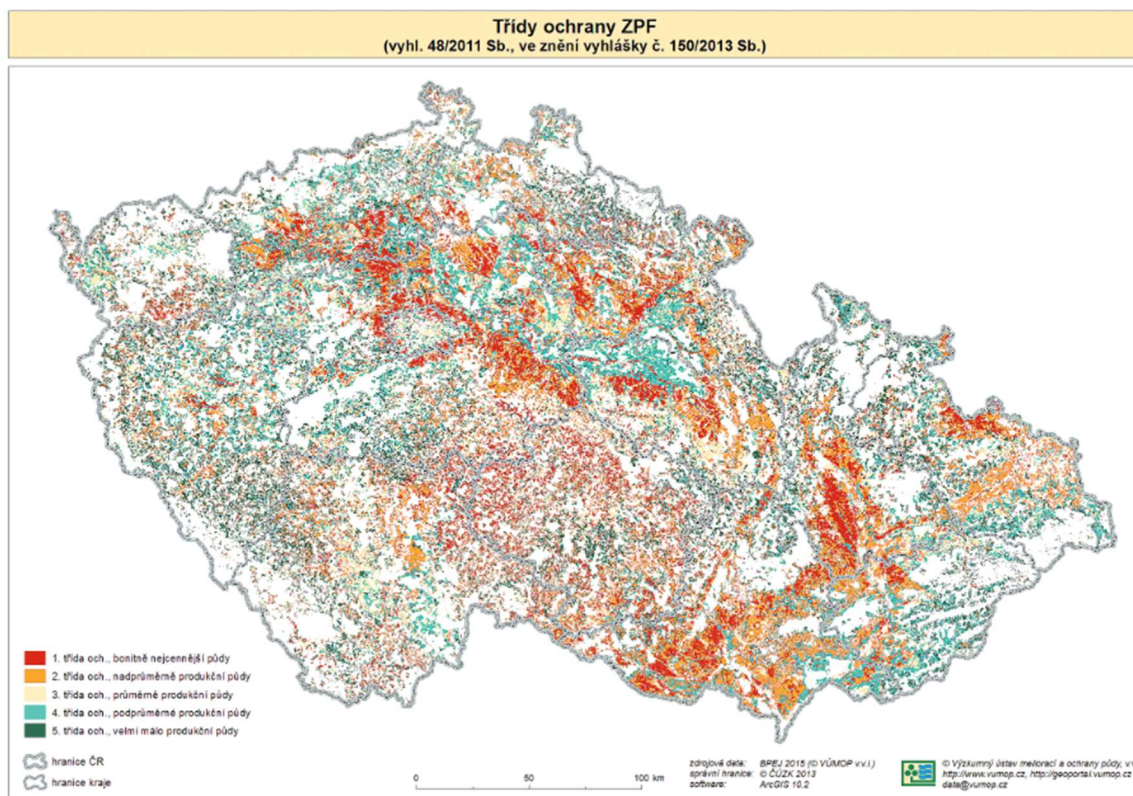 Třídy ochrany ZPF
(vyhl. 48/2011 Sb., ve znění vyhlášky č. 150/2013 Sb.)
1. třída och., bonitně nejcennější půdy
2. třída och., nadprůměrně produkční půdy
3. třída och., průměrně produkční půdy
4. třída och., podprůměrně produkční půdy
5. třída och., velmi málo produkční půdy
hranice ČR
hranice kraje
0 50 100 km
zdrojová data: BPEJ 2015 (© VÚMOP v.v.i.)
správní hranice: © ČÚZK 2013
software: ArcGIS 10.2
© Výzkumný ústav meliorací a ochrany půdy, v.v
http://www.vumop.cz, http://geoportal.vumop.cz
data@vumop.cz